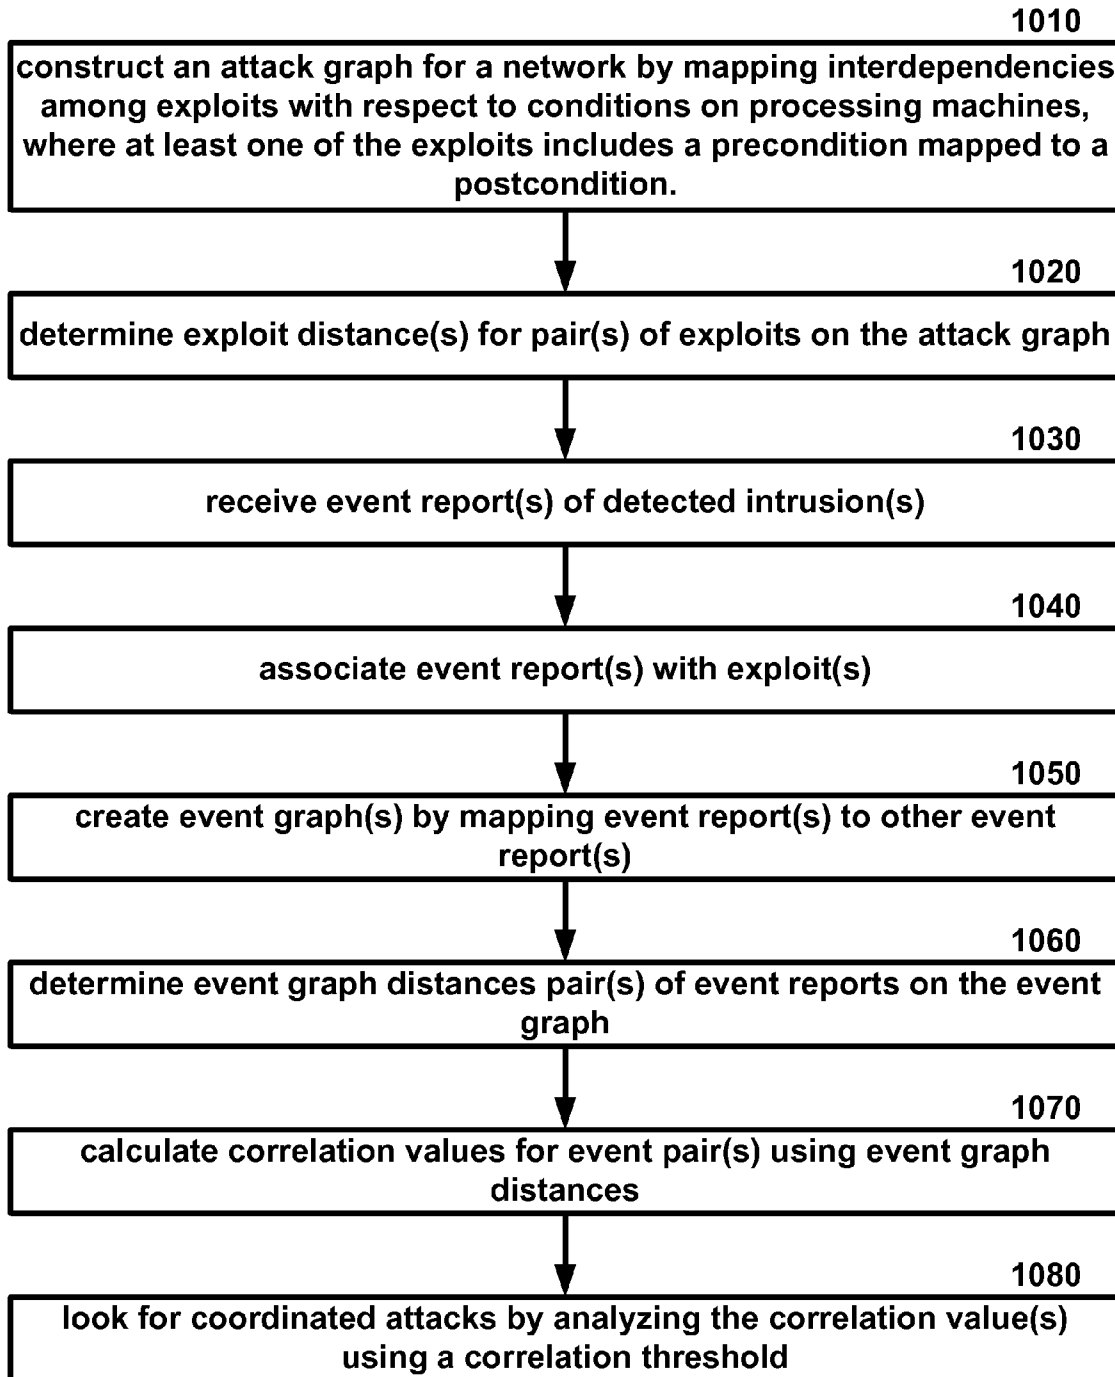 1010
construct an attack graph for a network by mapping interdependencies
among exploits with respect to conditions on processing machines,
where at least one of the exploits includes a precondition mapped to a
postcondition.
1020
determine exploit distance(s) for pair(s) of exploits on the attack graph
1030
receive event report(s) of detected intrusion(s)
1040
associate event report(s) with exploit(s)
1050
create event graph(s) by mapping event report(s) to other event
report(s)
1060
determine event graph distances pair(s) of event reports on the event
graph
1070
calculate correlation values for event pair(s) using event graph
distances
1080
look for coordinated attacks by analyzing the correlation value(s)
using a correlation threshold